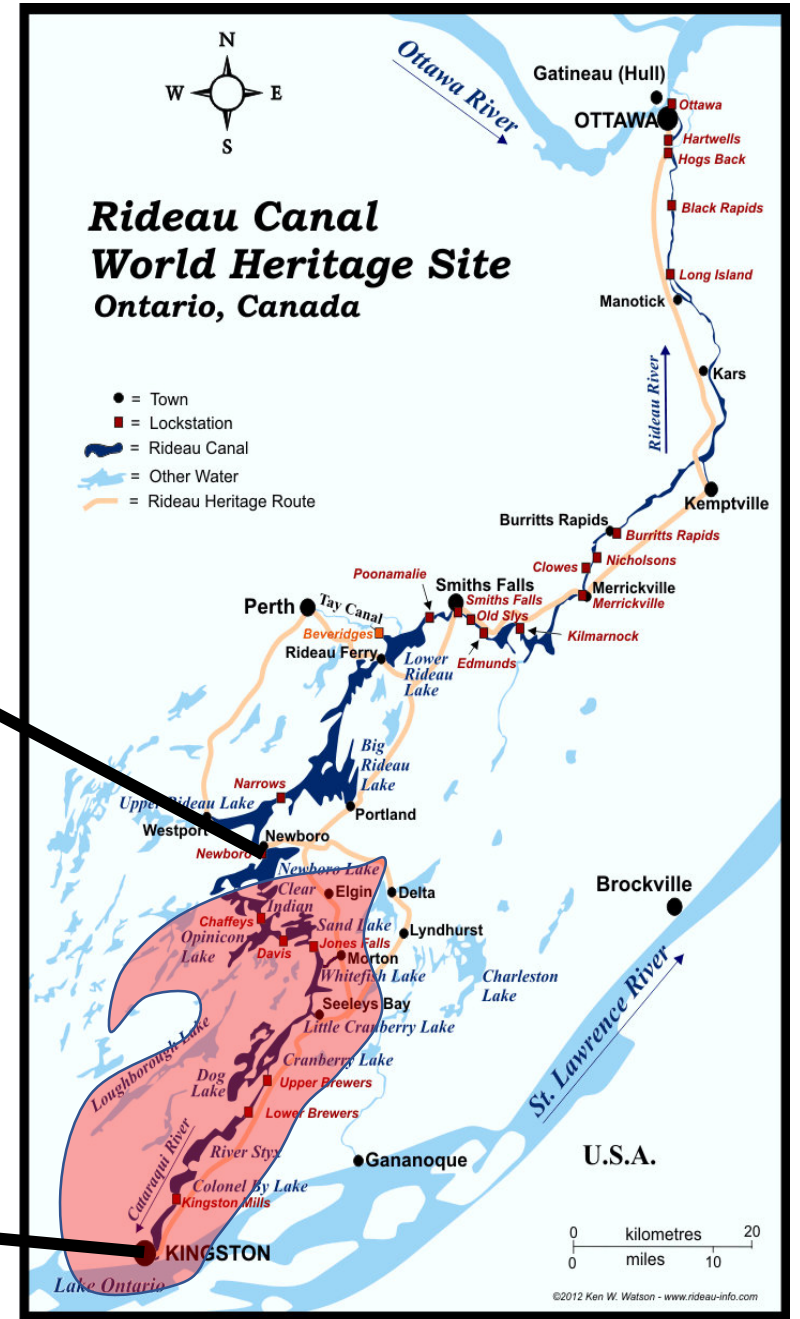 N
W
E
S
Ottawa River
Gatineau (Hull)
Ottawa
OTTAWA
Hartwells
Hogs Back
Rideau Canal
World Heritage Site
Ontario, Canada
Black Rapids
Long Island
Manotick
Kars
Rideau River
= Town
= Lockstation
= Rideau Canal
= Other Water
= Rideau Heritage Route
Kemptville
Burritts Rapids
Burritts Rapids
Nicholsons
Clowes
Poonamalie
Smiths Falls
Smiths Falls
Merrickville
Merrickville
Perth
Tay Canal
Old Slys
Beveridges
Kilmarnock
Rideau Ferry
Edmunds
Lower
Rideau
Lake
Big
Rideau
Lake
Narrows
Upper Rideau Lake
Portland
Westport
Newboro
Newboro
Newboro Lake
Clear
Indian
Elgin
Delta
Brockville
Chaffeys
Sand Lake
Opinicon
Lake
Lyndhurst
Jones Falls
Davis
Morton
Whitefish Lake
Charleston
Lake
Seeleys Bay
Little Cranberry Lake
Loughborough Lake
Cranberry Lake
Dog
Lake
Upper Brewers
Lower Brewers
St. Lawrence River
Cataraqui River
River Styx
Gananoque
U.S.A.
Colonel By Lake
Kingston Mills
KINGSTON
Lake Ontario
0 kilometres 20
0 miles 10
©2012 Ken W. Watson - www.rideau-info.com